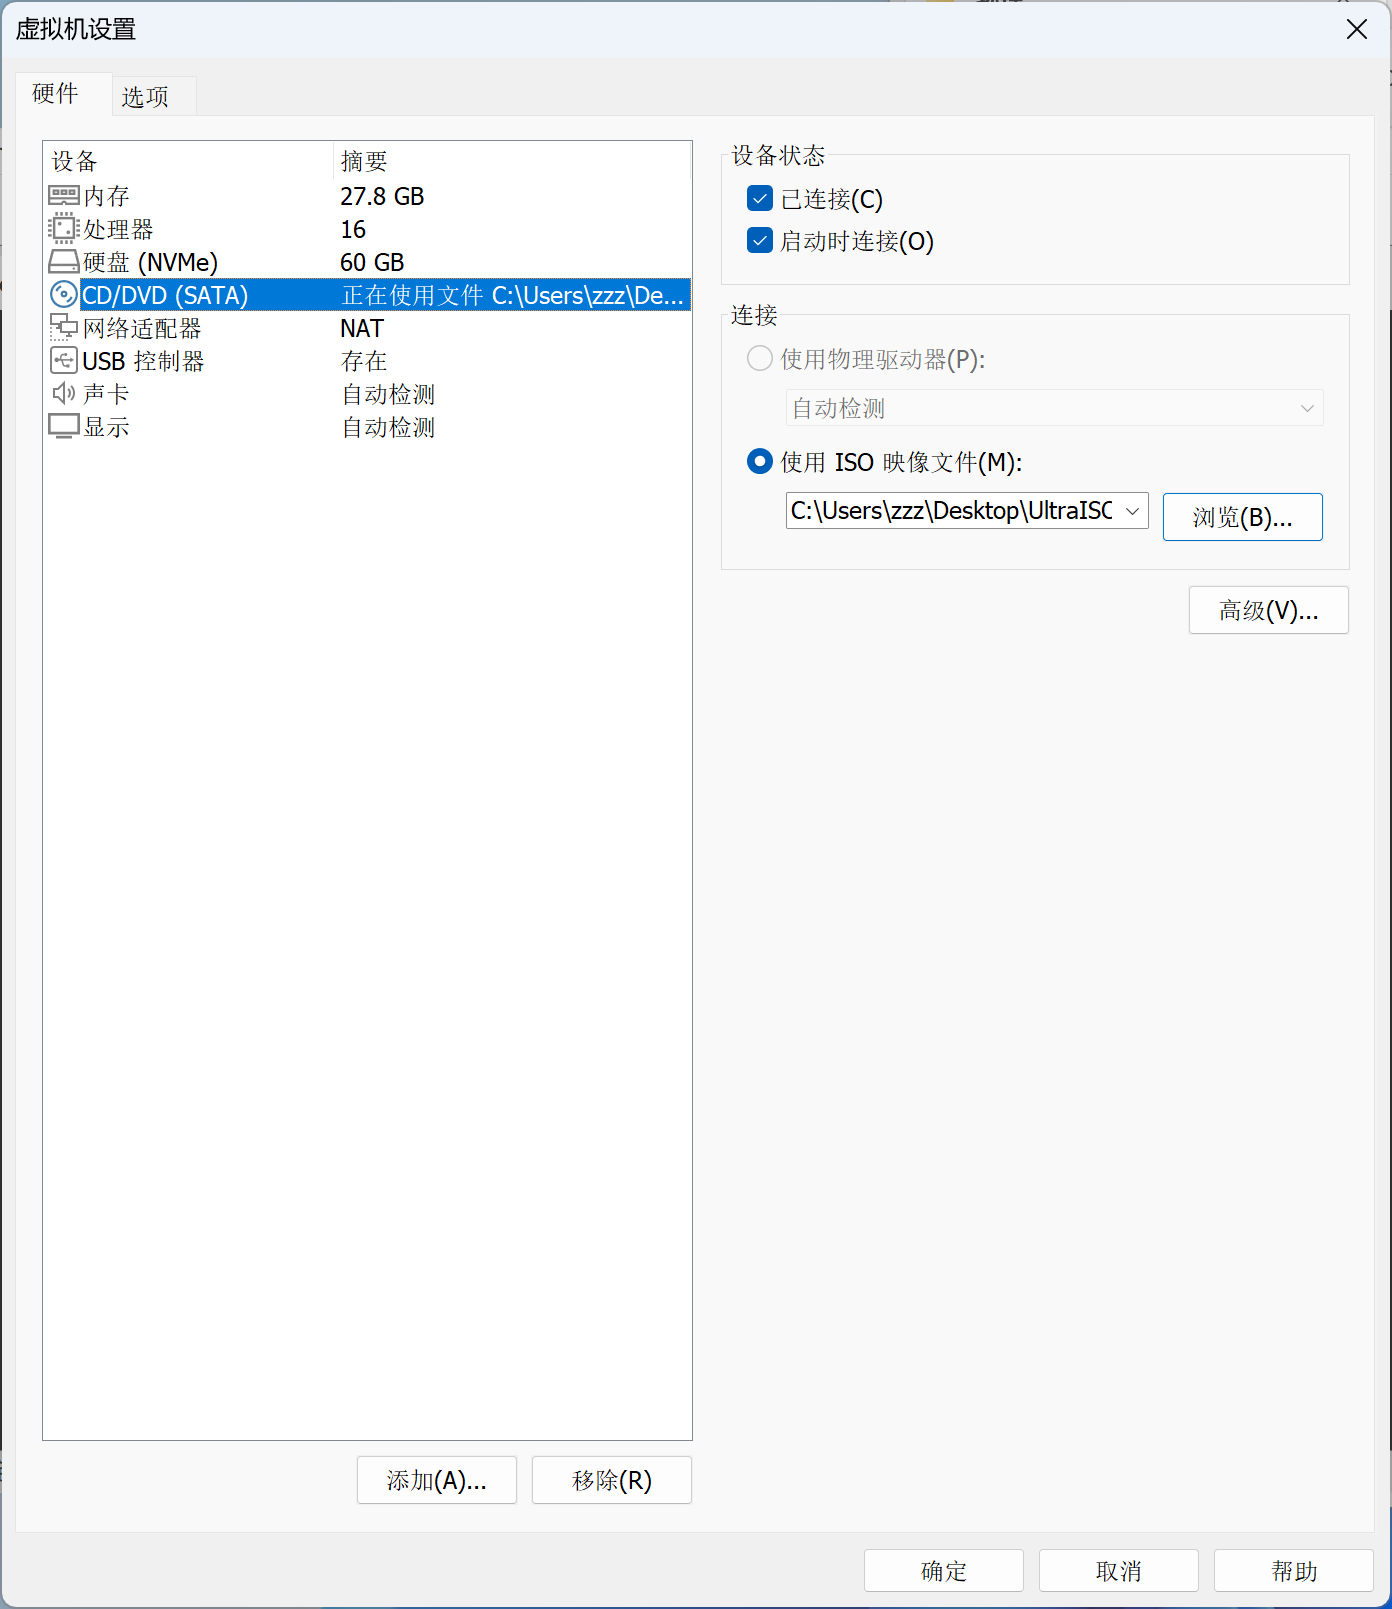 虚拟机设置
硬件 选项
设备 摘要
内存 27.8 GB
处理器 16
硬盘 (NVMe) 60 GB
CD/DVD (SATA) 正在使用文件 C:\Users\zzz\De...
网络适配器 NAT
USB 控制器 存在
声卡 自动检测
显示 自动检测
添加(A)... 移除(R)
设备状态
已连接(C)
启动时连接(O)
连接
使用物理驱动器(P):
自动检测
使用 ISO 映像文件(M):
C:\Users\zzz\Desktop\UltraISO
浏览(B)...
高级(V)...
确定 取消 帮助